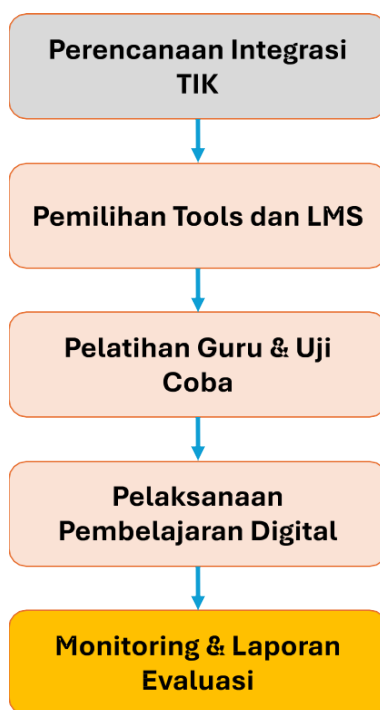 Perencanaan Integrasi
TIK
Pemilihan Tools dan LMS
Pelatihan Guru & Uji
Coba
Pelaksanaan
Pembelajaran Digital
Monitoring & Laporan
Evaluasi